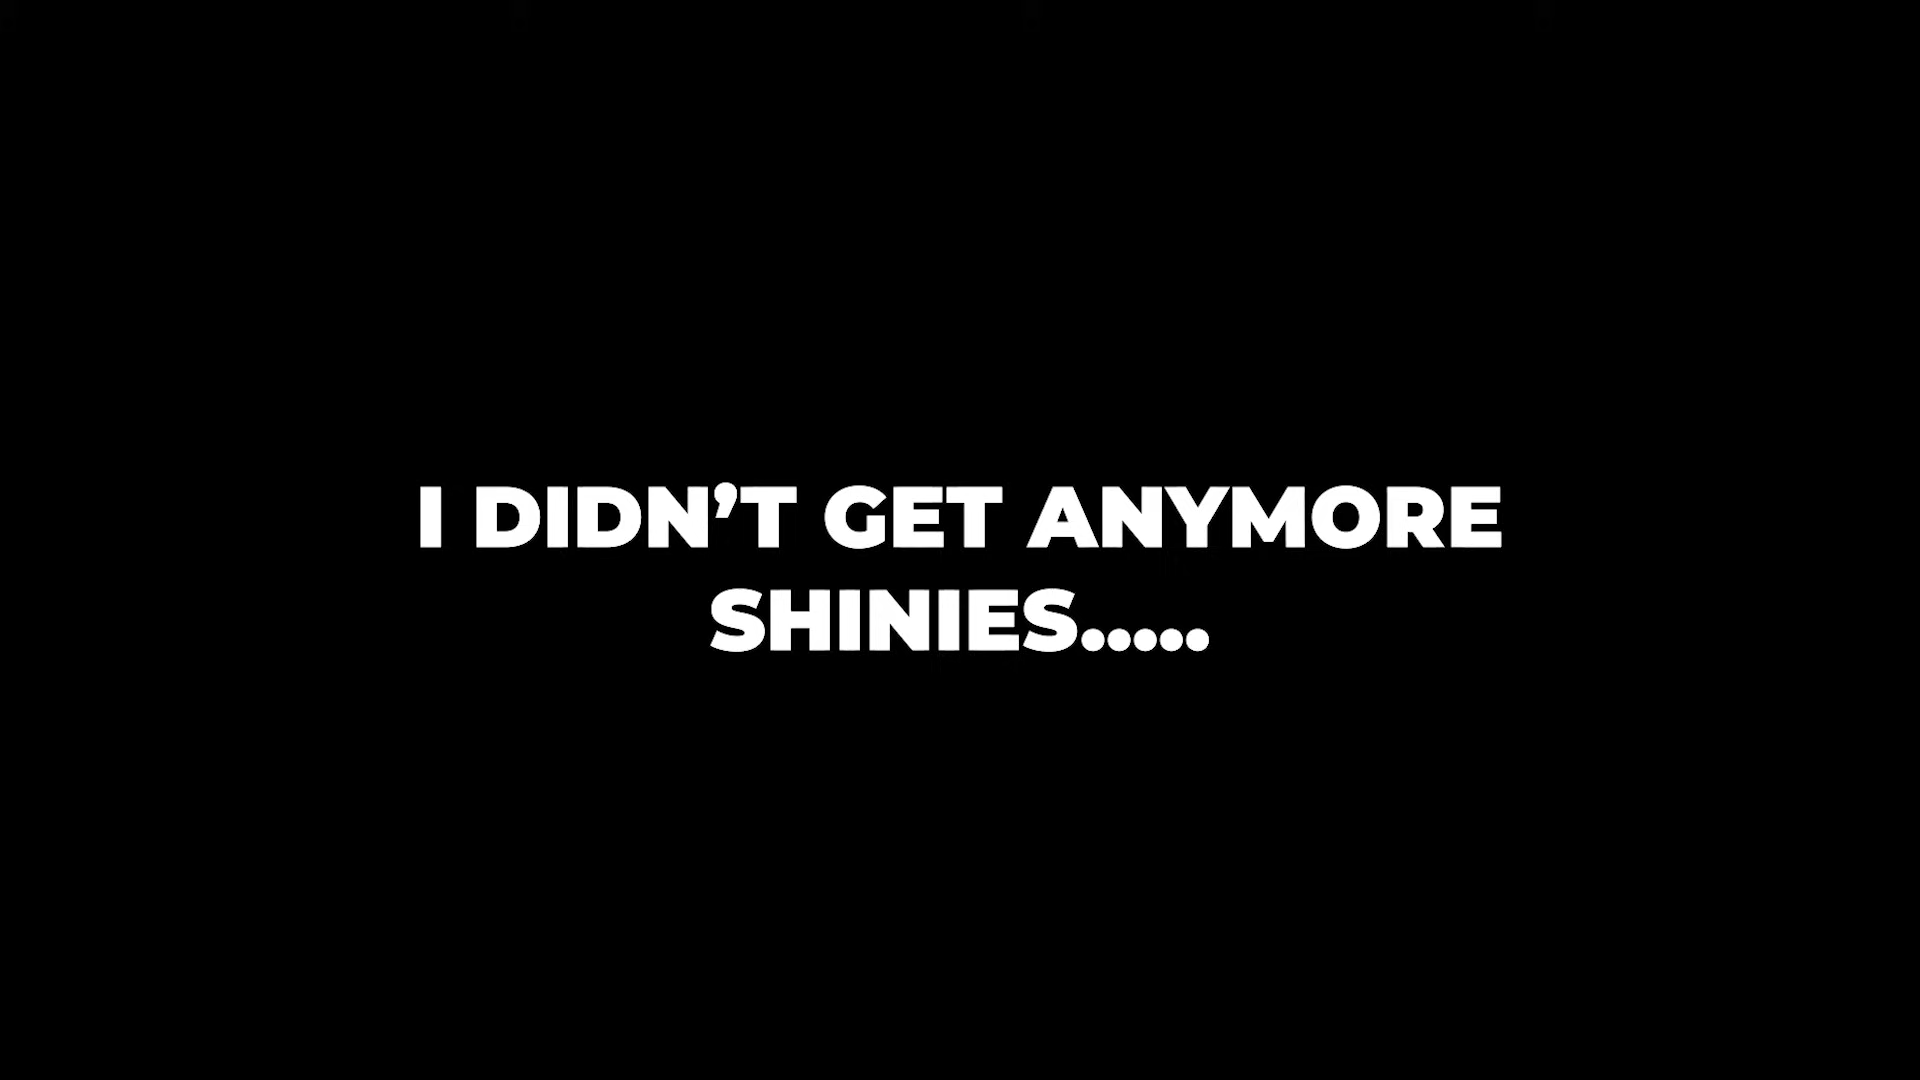 I DIDN’T GET ANYMORE
SHINIES.....